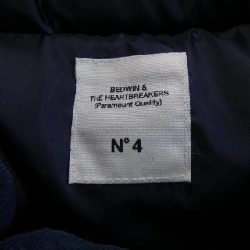 BEDWIN &
THE HEARTBREAKERS
(Paramount Quality)
N° 4